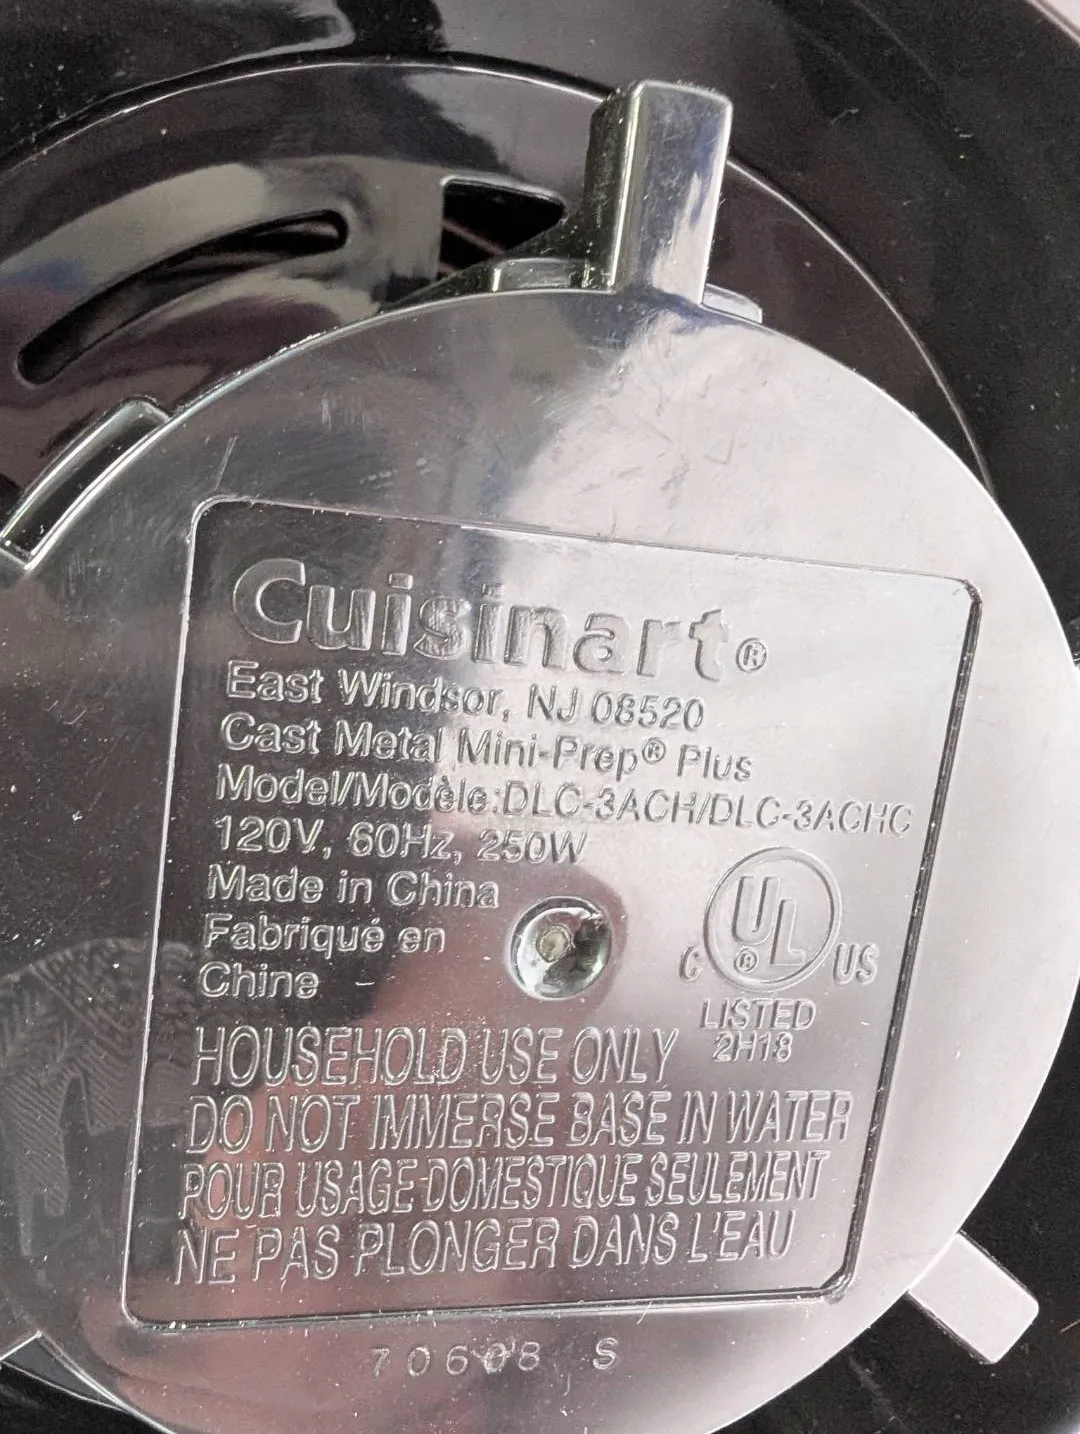 Cuisinart®
East Windsor, NJ 08520
Cast Metal Mini-Prep® Plus
Model/Modèle:DLC-3ACH/DLC-3ACHC
120V, 60Hz, 250W
Made in China
Fabriqué en
Chine
C UL® US
LISTED
2H18
HOUSEHOLD USE ONLY
DO NOT IMMERSE BASE IN WATER
POUR USAGE DOMESTIQUE SEULEMENT
NE PAS PLONGER DANS L'EAU
70608 S